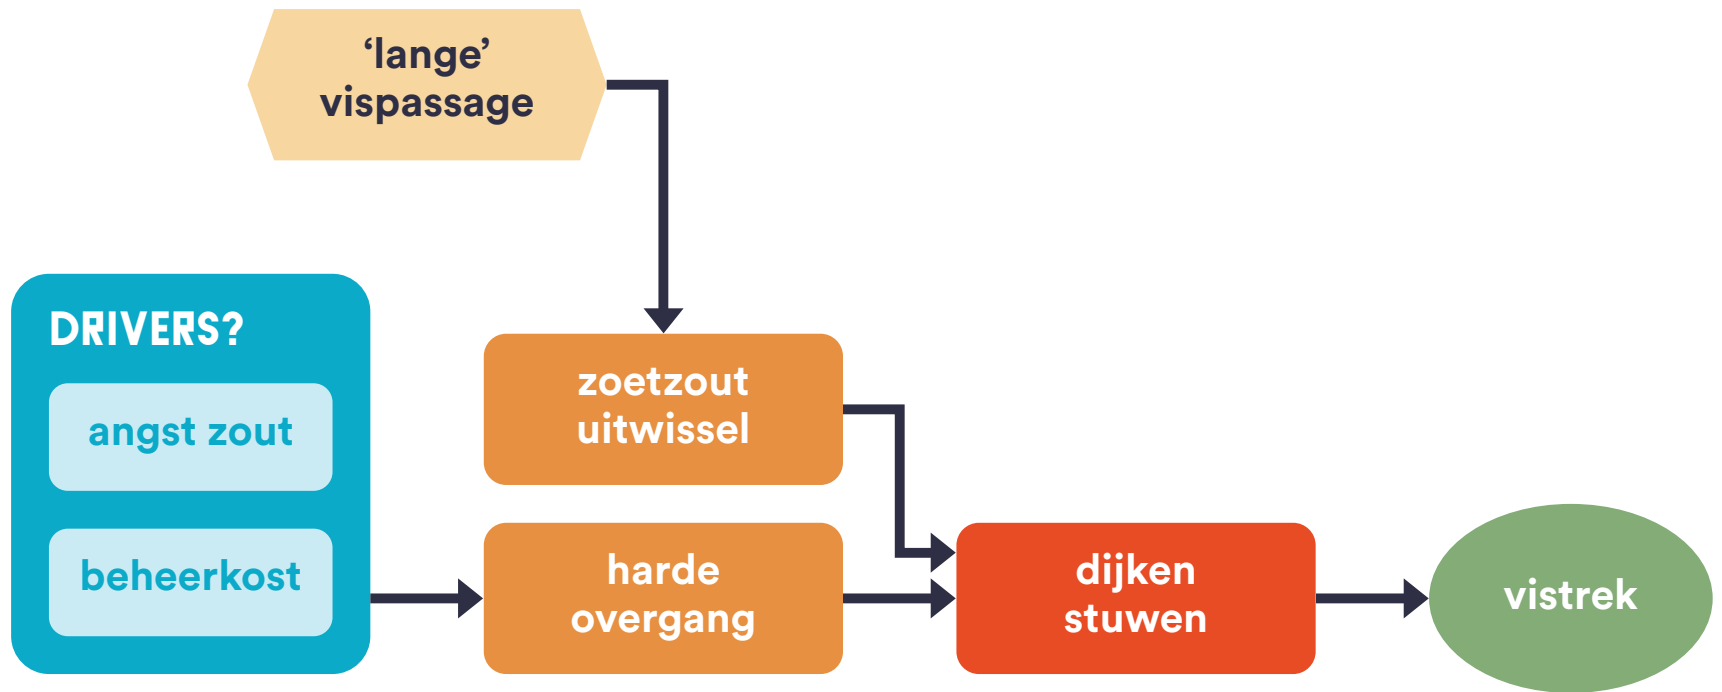 ‘lange’
vispassage
DRIVERS?
angst zout
beheerkost
zoetzout
uitwissel
harde
overgang
dijken
stuwen
vistrek